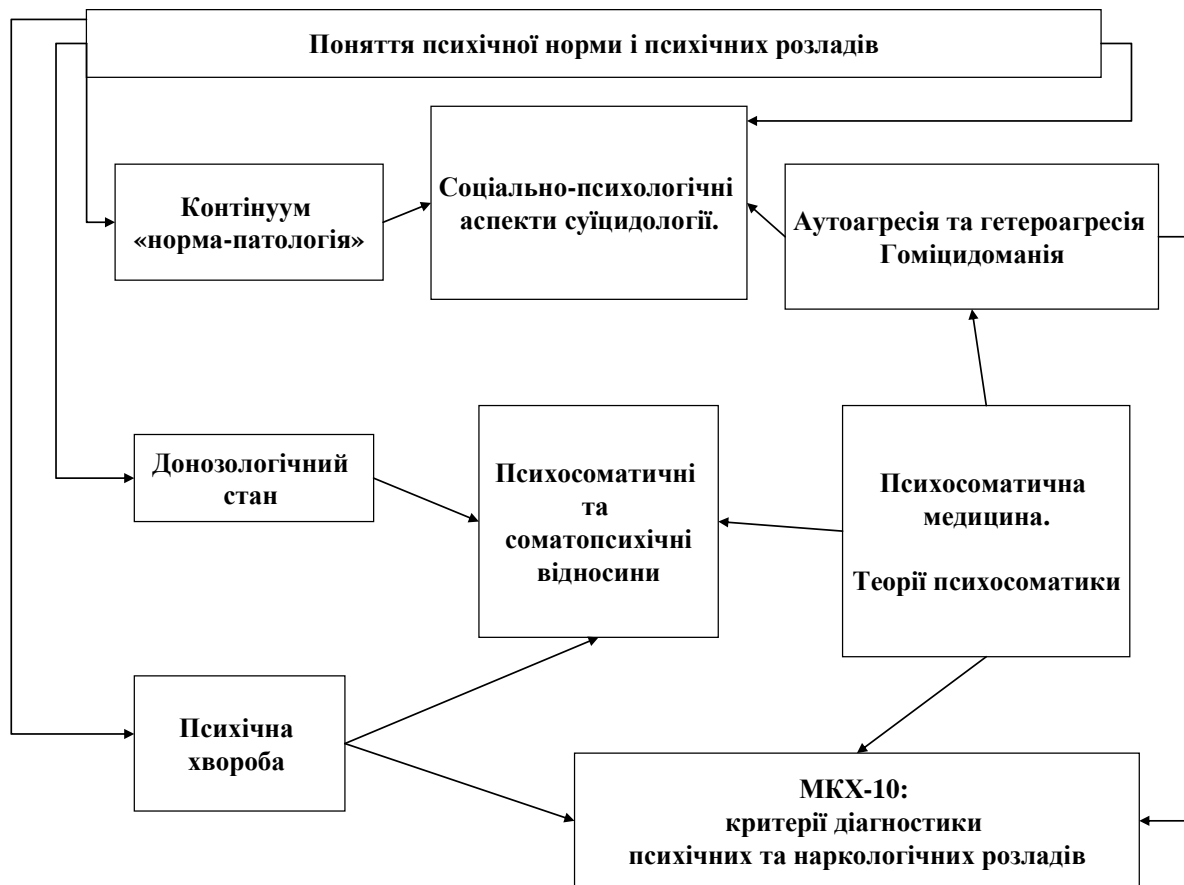 Поняття психічної норми і психічних розладів
Контінуум
«норма-патологія»
Соціально-психологічні
аспекти суїцидології.
Аутоагресія та гетероагресія
Гоміцидоманія
Донозологічний
стан
Психосоматичні
та
соматопсихічні
відносини
Психосоматична
медицина.
Теорії психосоматики
Психічна
хвороба
МКХ-10:
критерії діагностики
психічних та наркологічних розладів